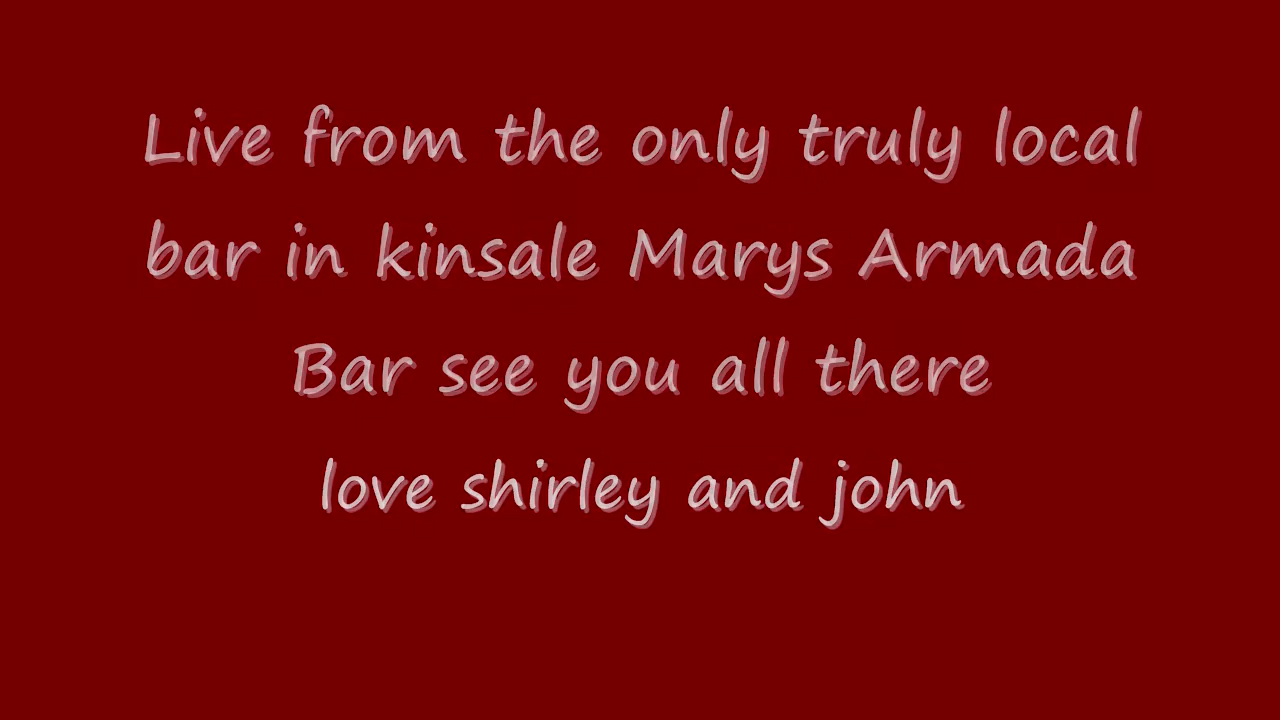 Live from the only truly local
bar in kinsale Marys Armada
Bar see you all there
love shirley and john